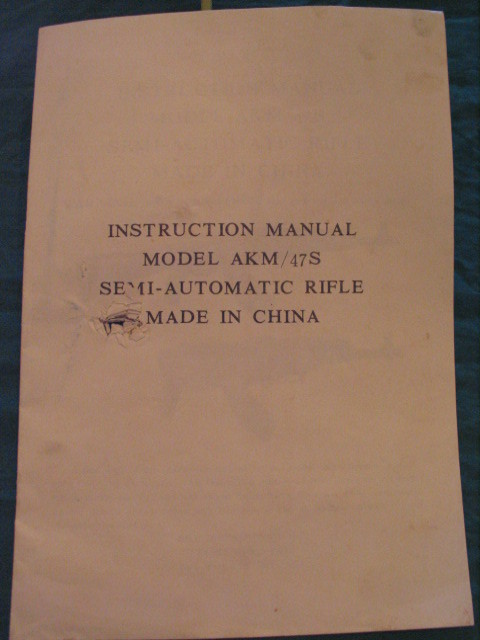 INSTRUCTION MANUAL
MODEL AKM/47S
SEMI-AUTOMATIC RIFLE
MADE IN CHINA